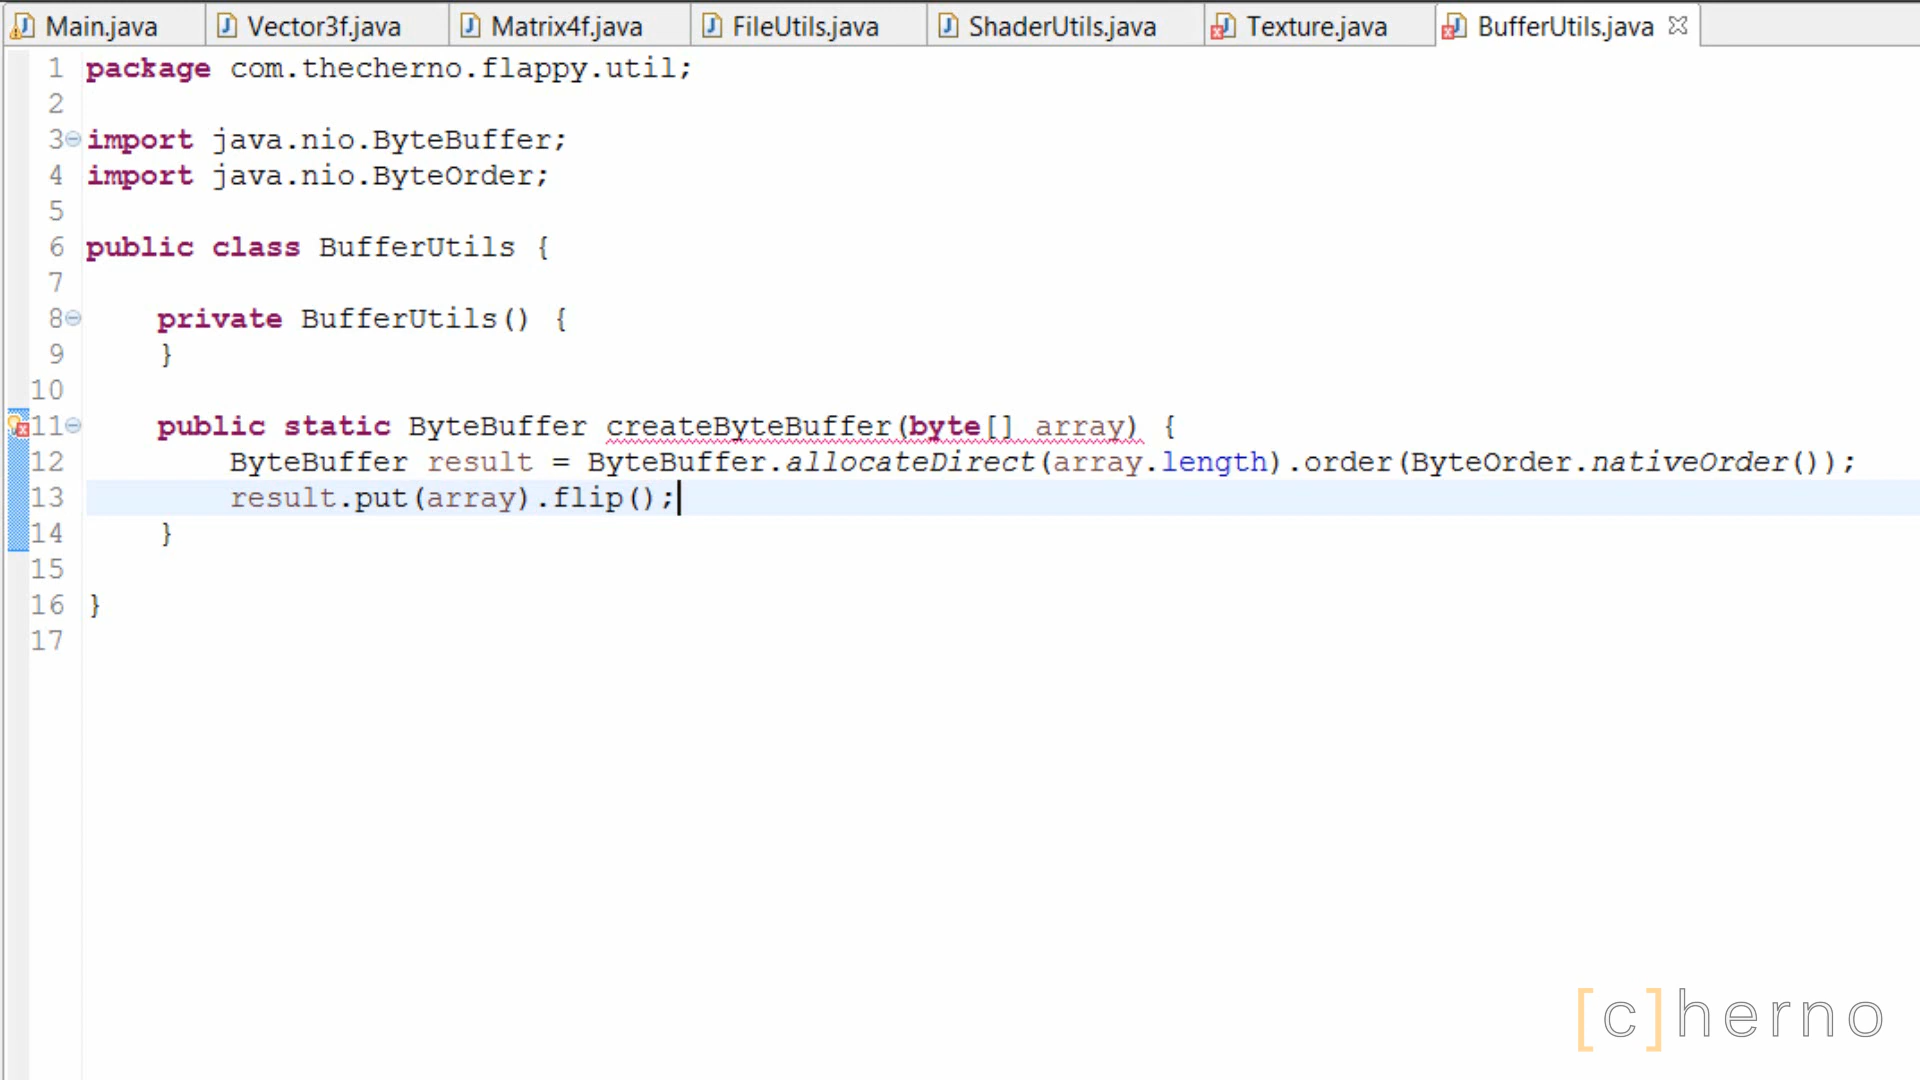 Main.java Vector3f.java Matrix4f.java FileUtils.java ShaderUtils.java Texture.java BufferUtils.java
1 package com.thecherno.flappy.util;
2
3 import java.nio.ByteBuffer;
4 import java.nio.ByteOrder;
5
6 public class BufferUtils {
7
8     private BufferUtils() {
9     }
10
11     public static ByteBuffer createByteBuffer(byte[] array) {
12         ByteBuffer result = ByteBuffer.allocateDirect(array.length).order(ByteOrder.nativeOrder());
13         result.put(array).flip();
14     }
15
16 }
17
[c]herno